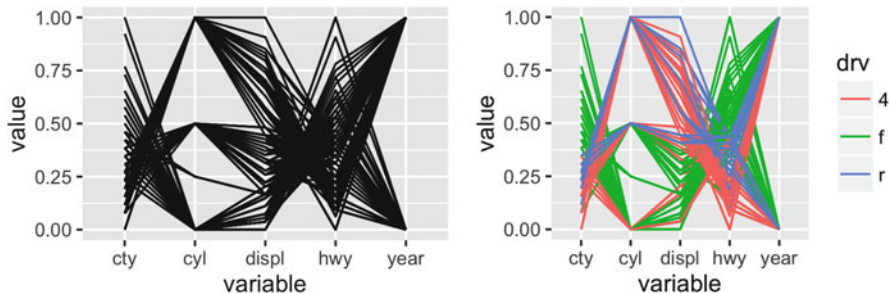 1.00
0.75
0.50
0.25
0.00
value
cty cyl displ hwy year
variable
1.00
0.75
0.50
0.25
0.00
value
cty cyl displ hwy year
variable
drv
4
f
r